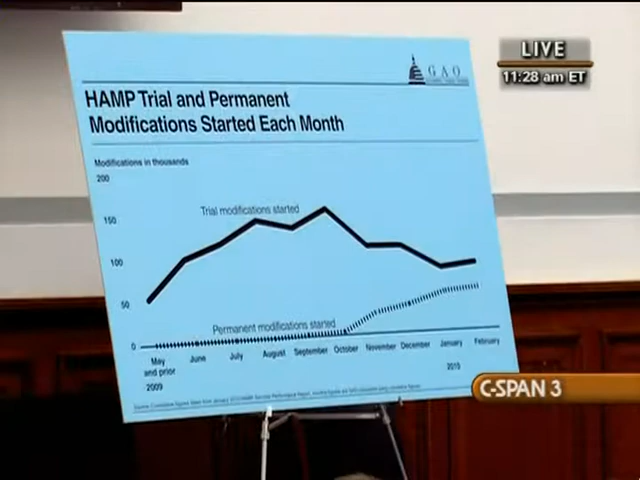 LIVE
11:28 am ET
GAO
HAMP Trial and Permanent
Modifications Started Each Month
Modifications in thousands
200
150
100
50
0
Trial modifications started
Permanent modifications started
May and prior
June
July
August
September
October
November
December
January
February
2009
2010
C-SPAN 3